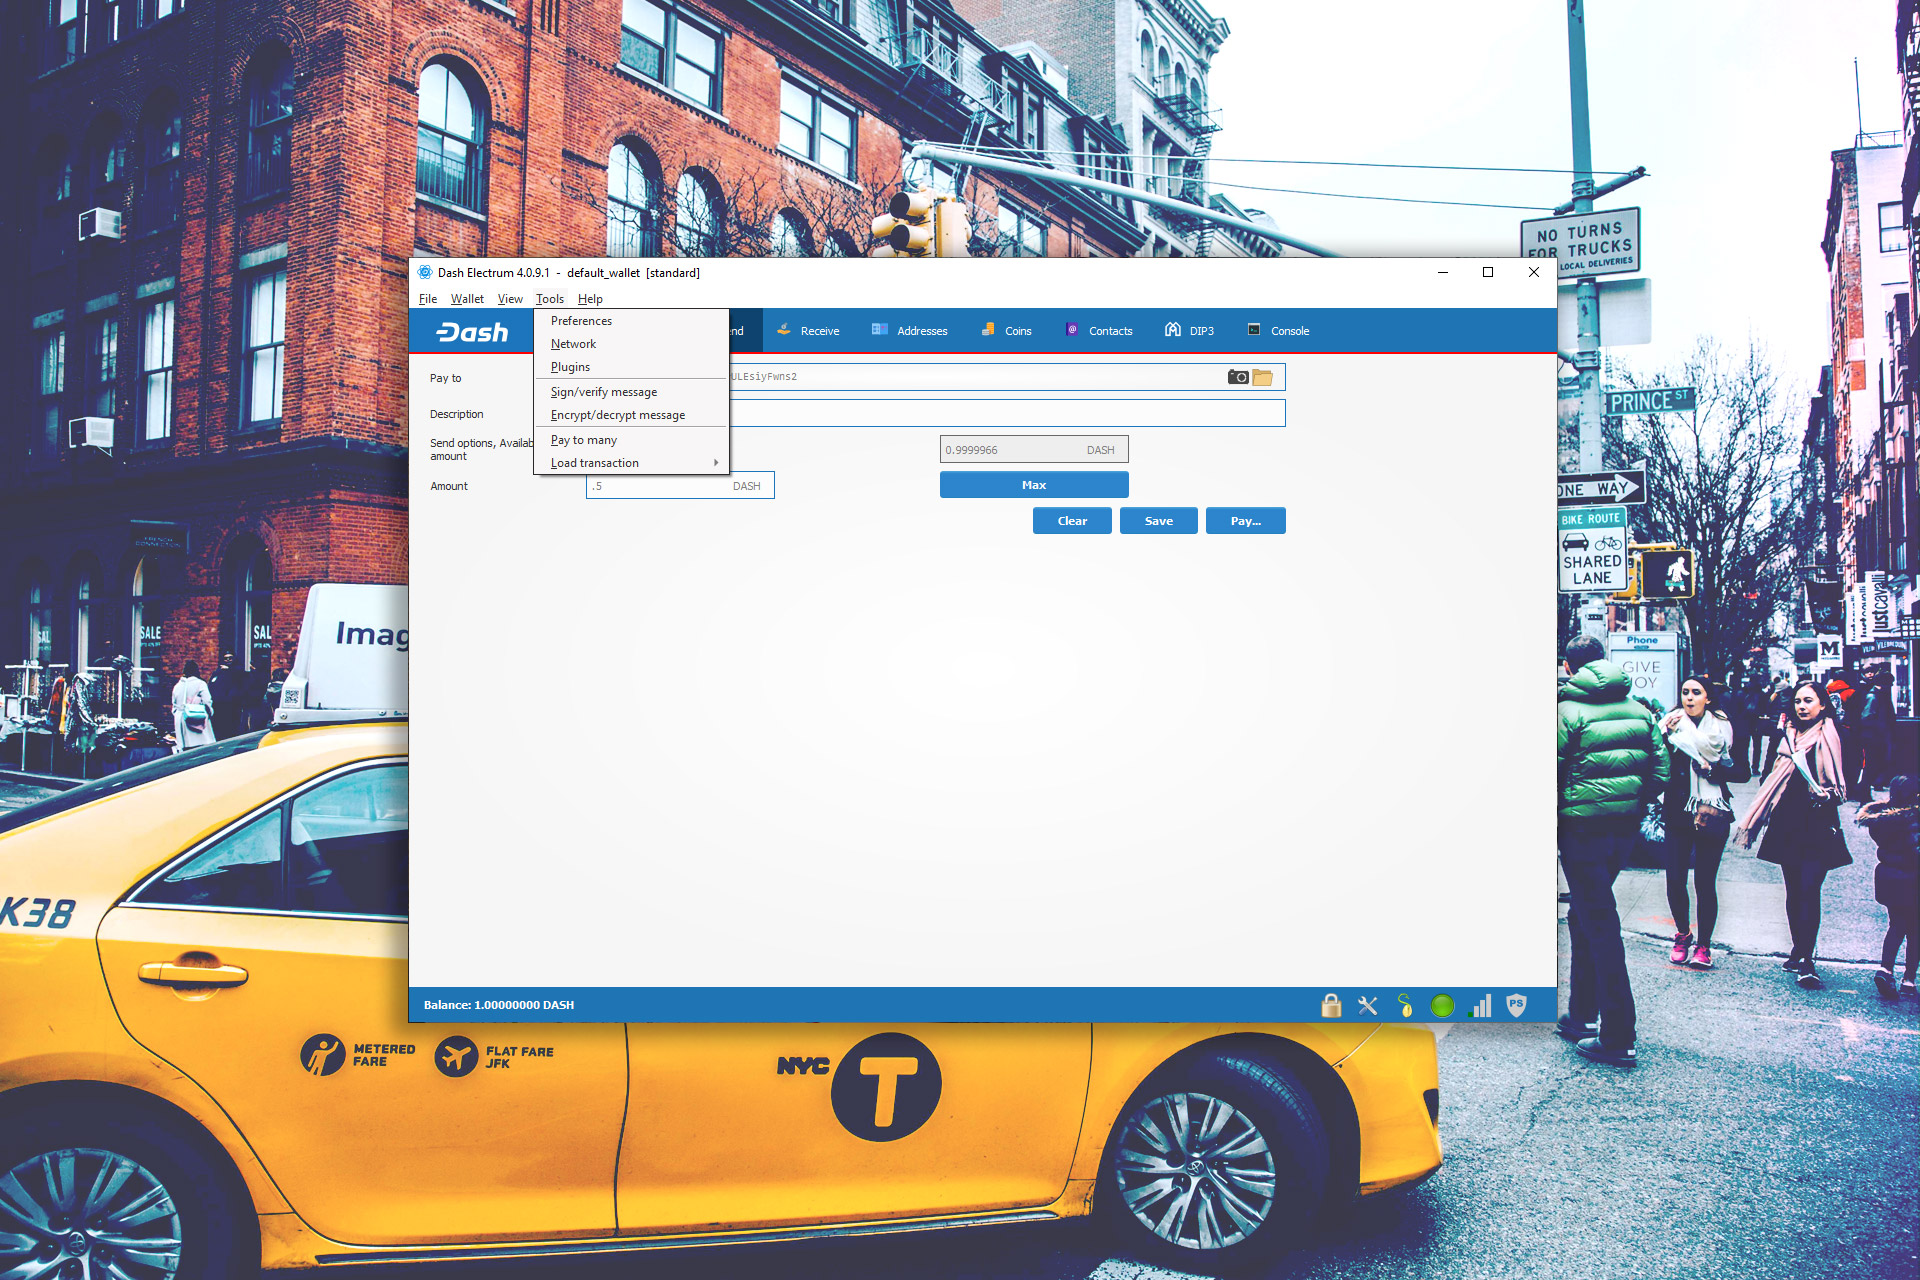 NO TURNS
FOR TRUCKS
LOCAL DELIVERIES
Dash Electrum 4.0.9.1 - default_wallet [standard]
File Wallet View Tools Help
Dash
Receive Addresses Coins Contacts DIP3 Console
Preferences
Network
Plugins
Sign/verify message
Encrypt/decrypt message
Pay to many
Load transaction
Pay to
ULEsiyFwns2
Description
Send options, Availab
amount
0.9999966 DASH
Amount
.5 DASH
Max
Clear Save Pay...
Balance: 1.00000000 DASH
PS
PRINCE ST
ONE WAY
BIKE ROUTE
SHARED
LANE
Phone
GIVE
JOY
M
just cavalli
SALE
SAL
SAL
Imag
K38
METERED
FARE
FLAT FARE
JFK
NYC
T